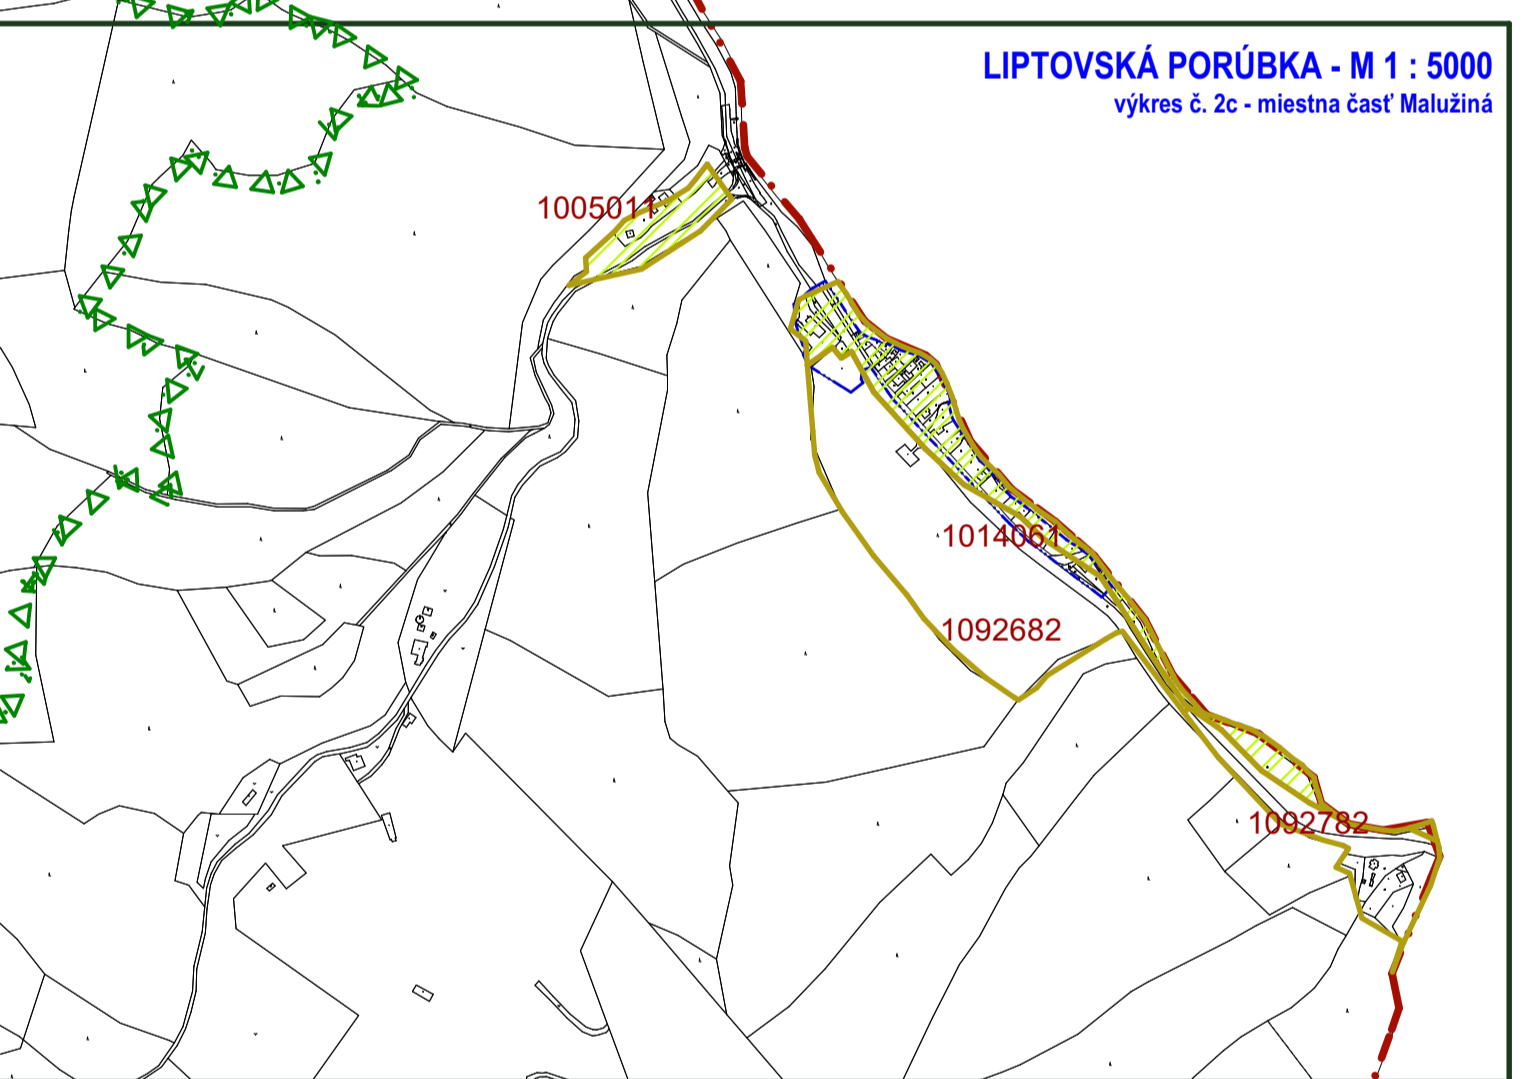 LIPTOVSKÁ PORÚBKA - M 1 : 5000
výkres č. 2c - miestna časť Malužiná
1005011
1014061
1092682
1092782